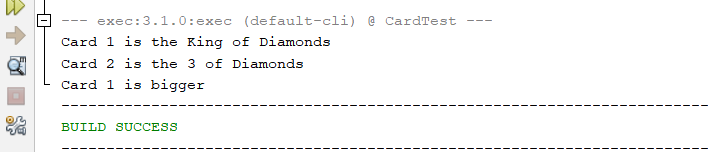 --- exec:3.1.0:exec (default-cli) @ CardTest ---
Card 1 is the King of Diamonds
Card 2 is the 3 of Diamonds
Card 1 is bigger
------------------------------------------------------------------------
BUILD SUCCESS
------------------------------------------------------------------------